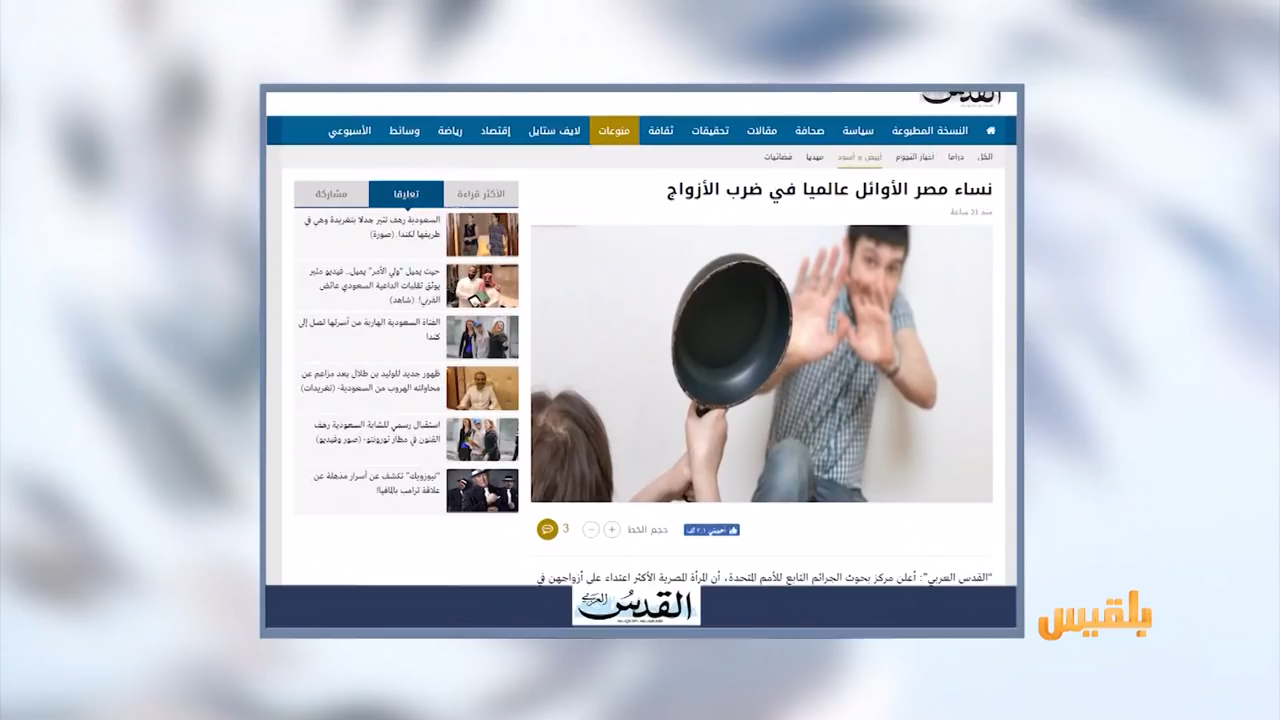 القدس
النسخة المطبوعة سياسة صحافة مقالات تحقيقات ثقافة منوعات لايف ستايل إقتصاد رياضة وسائط الأسبوعي
الكل دراما اخبار النجوم ابيض و اسود ميديا فضائيات
نساء مصر الأوائل عالميا في ضرب الأزواج
منذ 21 ساعة
حجم الخط + − 3
"القدس العربي": أعلن مركز بحوث الجرائم التابع للأمم المتحدة، أن المرأة المصرية الأكثر اعتداء على أزواجهن في
الأكثر قراءة تعليقا مشاركة
السعودية رهف تثير جدلا بتغريدة وهي في
طريقها لكندا (صورة)
حيث يميل "ولي الأمر" يميل.. فيديو مثير
يوثق تقلبات الداعية السعودي عائض
القرني! (شاهد)
الفتاة السعودية الهاربة من أسرتها تصل إلى
كندا
ظهور جديد للوليد بن طلال بعد مزاعم عن
محاولته الهروب من السعودية- (تغريدات)
استقبال رسمي للشابة السعودية رهف
القنون في مطار تورونتو- (صور وفيديو)
"نيوزويك" تكشف عن أسرار مذهلة عن
علاقة ترامب بالمافيا!
القدس العربي
بلقيس